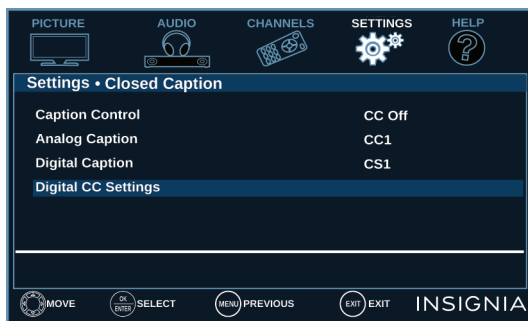 PICTURE AUDIO CHANNELS SETTINGS HELP
Settings • Closed Caption
Caption Control CC Off
Analog Caption CC1
Digital Caption CS1
Digital CC Settings
MOVE OK ENTER SELECT MENU PREVIOUS EXIT EXIT INSIGNIA